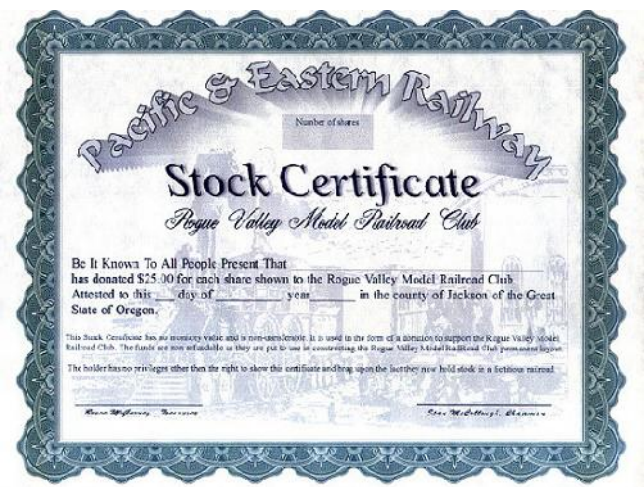 Pacific & Eastern Railway
Number of shares
Stock Certificate
Rogue Valley Model Railroad Club
Be It Known To All People Present That
has donated $25.00 for each share shown to the Rogue Valley Model Railroad Club
Attested to this day of year in the county of Jackson of the Great
State of Oregon.
This Stock Certificate has no monetary value and is non-transferable. It is used in the form of a donation to support the Rogue Valley Model
Railroad Club. The funds are non refundable as they are put to use in constructing the Rogue Valley Model Railroad Club permanent layout.
The holder has no privileges other then the right to show this certificate and brag upon the fact they now hold stock in a fictitious railroad.